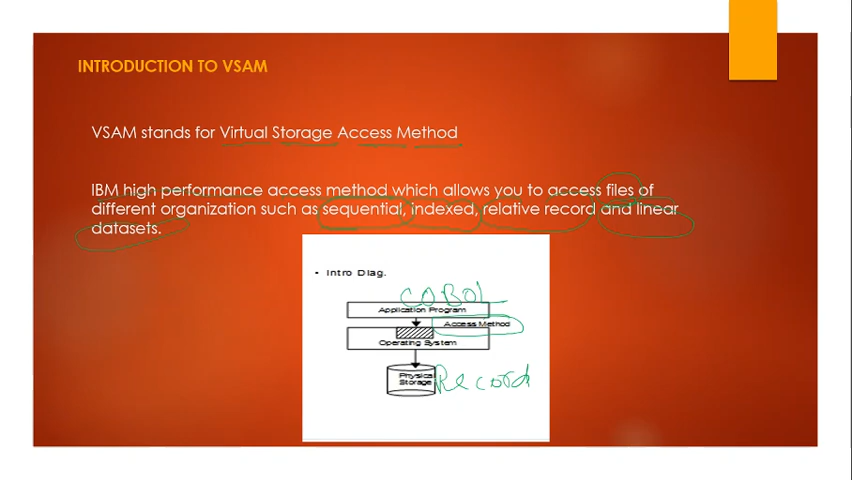 INTRODUCTION TO VSAM
VSAM stands for Virtual Storage Access Method
IBM high performance access method which allows you to access files of
different organization such as sequential, indexed, relative record and linear
datasets.
• Intro Diag.
COBOL
Application Program
Access Method
Operating System
Physical
Storage
Record